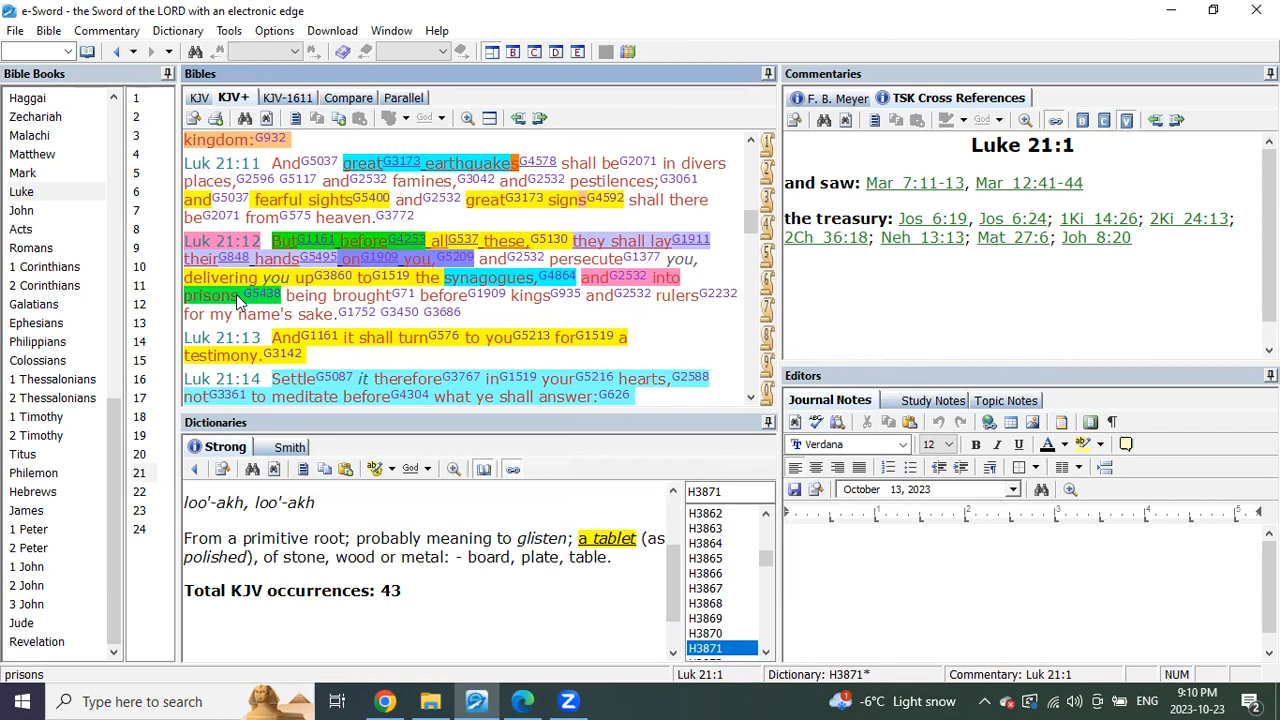 e-Sword - the Sword of the LORD with an electronic edge
File Bible Commentary Dictionary Tools Options Download Window Help
B C D E
Bible Books
Haggai
Zechariah
Malachi
Matthew
Mark
Luke
John
Acts
Romans
1 Corinthians
2 Corinthians
Galatians
Ephesians
Philippians
Colossians
1 Thessalonians
2 Thessalonians
1 Timothy
2 Timothy
Titus
Philemon
Hebrews
James
1 Peter
2 Peter
1 John
2 John
3 John
Jude
Revelation
1
2
3
4
5
6
7
8
9
10
11
12
13
14
15
16
17
18
19
20
21
22
23
24
Bibles
KJV KJV+ KJV-1611 Compare Parallel
God
kingdom:G932
Luk 21:11 AndG5037 greatG3173 earthquakesG4578 shall beG2071 in divers
places,G2596 G5117 andG2532 famines,G3042 andG2532 pestilences;G3061
andG5037 fearful sightsG5400 andG2532 greatG3173 signsG4592 shall there
beG2071 fromG575 heaven.G3772
Luk 21:12 ButG1161 beforeG4253 allG537 these,G5130 they shall layG1911
theirG848 handsG5495 onG1909 you,G5209 andG2532 persecuteG1377 you,
delivering you upG3860 toG1519 the synagogues,G4864 andG2532 into
prisons,G5438 being broughtG71 beforeG1909 kingsG935 andG2532 rulersG2232
for my name's sake.G1752 G3450 G3686
Luk 21:13 AndG1161 it shall turnG576 to youG5213 forG1519 a
testimony.G3142
Luk 21:14 SettleG5087 it thereforeG3767 inG1519 yourG5216 hearts,G2588
notG3361 to meditate beforeG4304 what ye shall answer:G626
Dictionaries
Strong Smith
God
loo'-akh, loo'-akh
From a primitive root; probably meaning to glisten; a tablet (as
polished), of stone, wood or metal: - board, plate, table.
Total KJV occurrences: 43
H3871
H3862
H3863
H3864
H3865
H3866
H3867
H3868
H3869
H3870
H3871
Commentaries
F. B. Meyer TSK Cross References
God
Luke 21:1
and saw: Mar 7:11-13, Mar 12:41-44
the treasury: Jos 6:19, Jos 6:24, 1Ki 14:26, 2Ki 24:13;
2Ch 36:18; Neh 13:13; Mat 27:6; Joh 8:20
Editors
Journal Notes Study Notes Topic Notes
Verdana 12 B I U A
October 13, 2023
1 2 3 4 5
prisons Luk 21:1 Dictionary: H3871* Commentary: Luk 21:1 NUM
Type here to search
-6°C Light snow
ENG
9:10 PM
2023-10-23
2